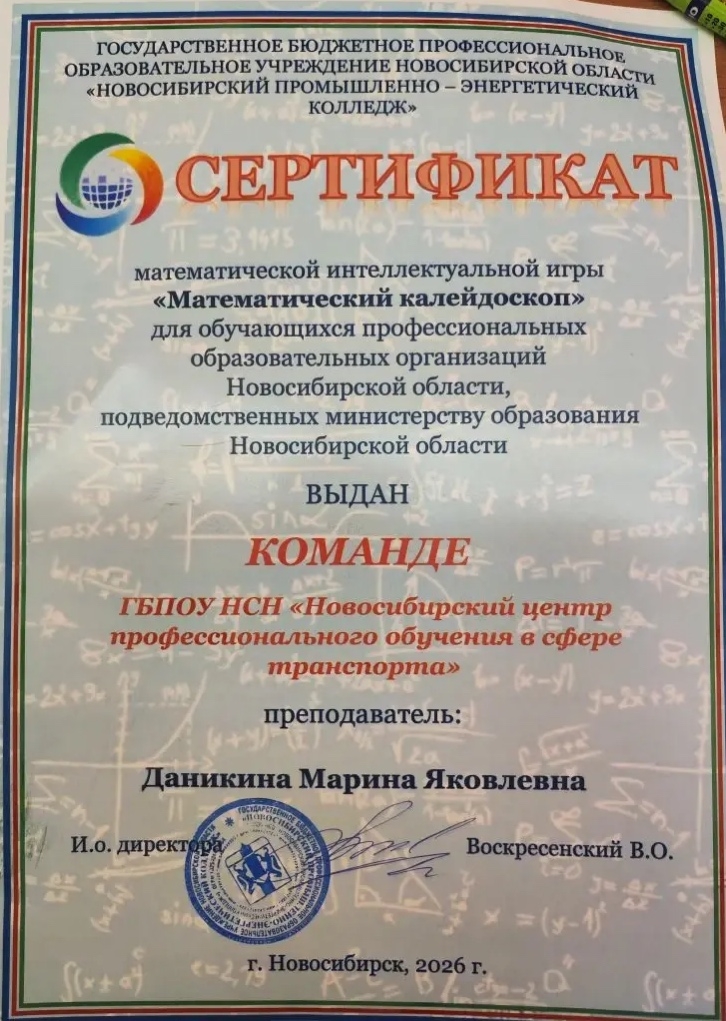 ГОСУДАРСТВЕННОЕ БЮДЖЕТНОЕ ПРОФЕССИОНАЛЬНОЕ
ОБРАЗОВАТЕЛЬНОЕ УЧРЕЖДЕНИЕ НОВОСИБИРСКОЙ ОБЛАСТИ
«НОВОСИБИРСКИЙ ПРОМЫШЛЕННО – ЭНЕРГЕТИЧЕСКИЙ
КОЛЛЕДЖ»
СЕРТИФИКАТ
математической интеллектуальной игры
«Математический калейдоскоп»
для обучающихся профессиональных
образовательных организаций
Новосибирской области,
подведомственных министерству образования
Новосибирской области
ВЫДАН
КОМАНДЕ
ГБПОУ НСН «Новосибирский центр
профессионального обучения в сфере
транспорта»
преподаватель:
Даникина Марина Яковлевна
И.о. директора Воскресенский В.О.
г. Новосибирск, 2026 г.